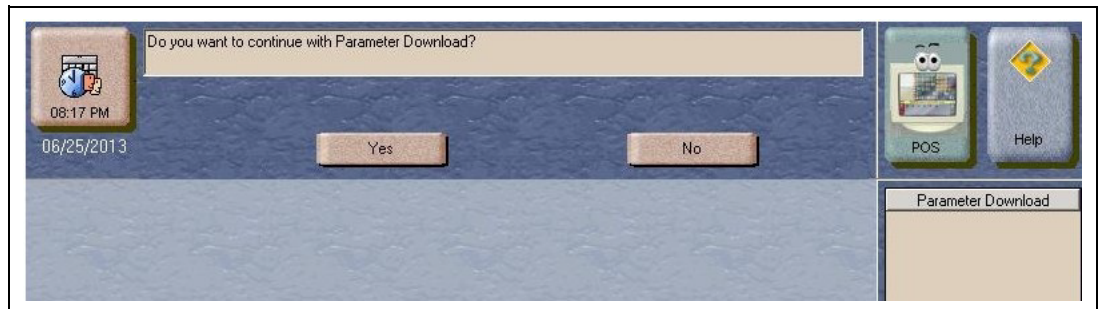 Do you want to continue with Parameter Download?
08:17 PM
06/25/2013
Yes
No
POS
Help
Parameter Download